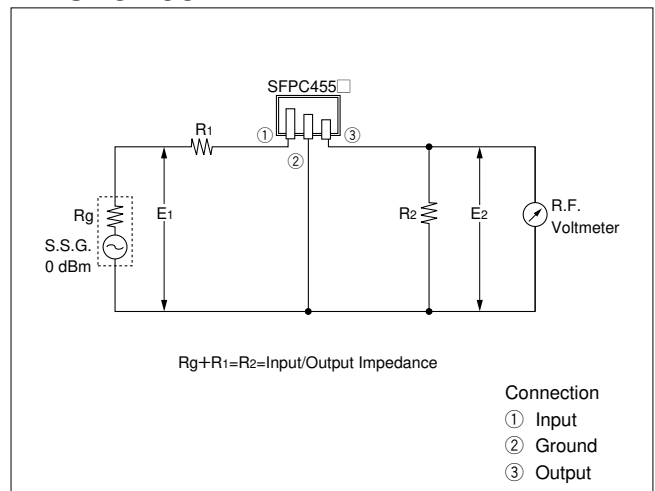 SFPC455□
R1
①
②
③
Rg
S.S.G.
0 dBm
E1
R2
E2
R.F.
Voltmeter
Rg+R1=R2=Input/Output Impedance
Connection
① Input
② Ground
③ Output